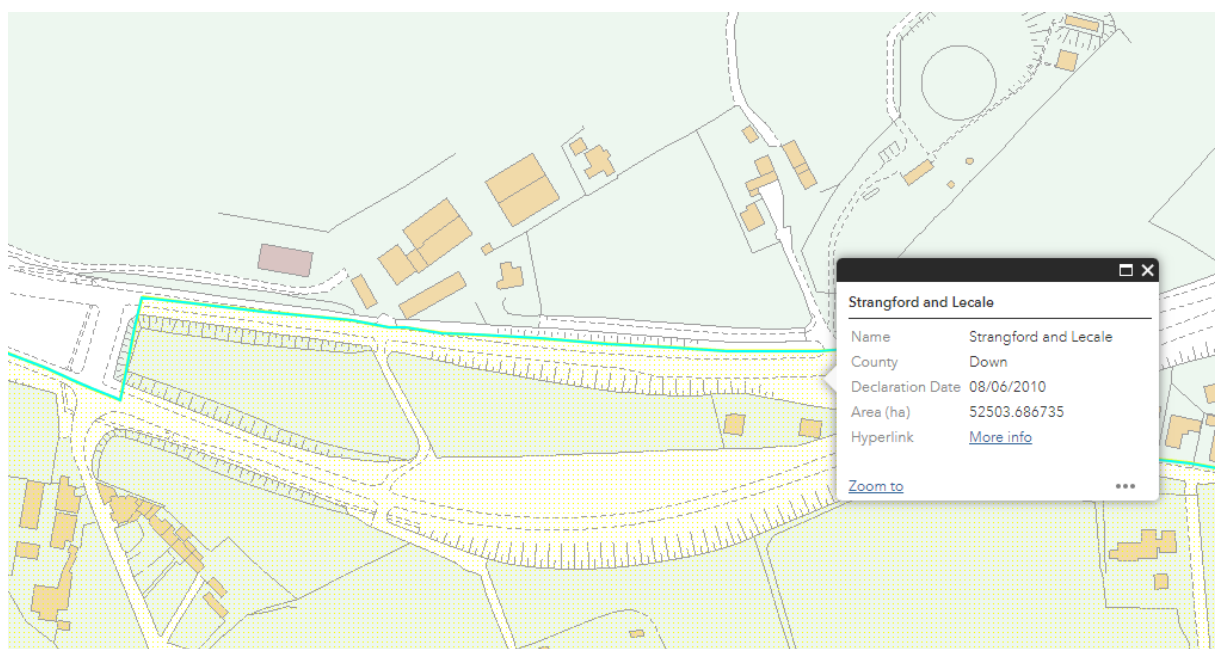 Strangford and Lecale
Name Strangford and Lecale
County Down
Declaration Date 08/06/2010
Area (ha) 52503.686735
Hyperlink More info
Zoom to